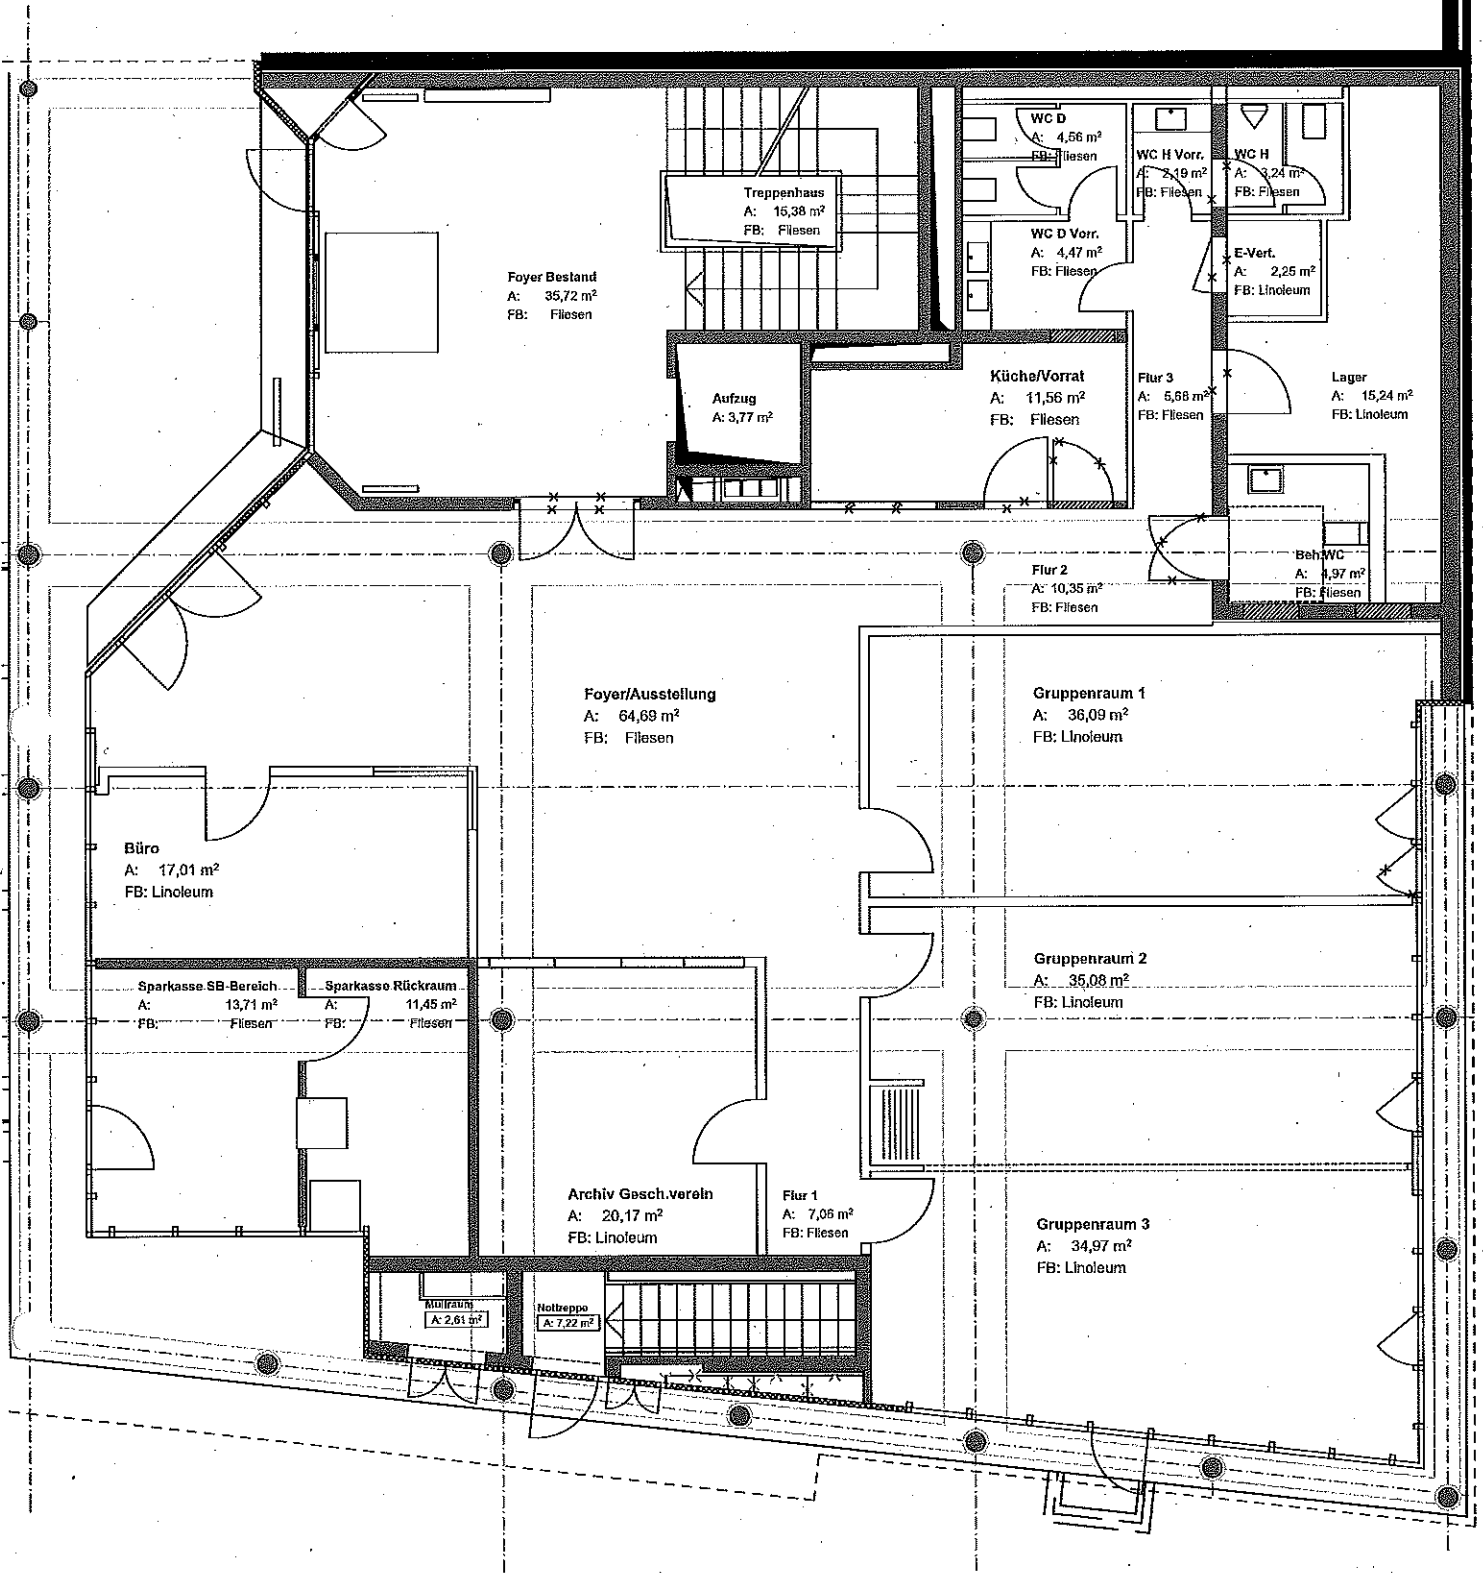 WC D
A: 4,56 m²
FB: Fliesen
WC H Vorr.
A: 2,19 m²
FB: Fliesen
WC H
A: 3,24 m²
FB: Fliesen
Treppenhaus
A: 15,38 m²
FB: Fliesen
WC D Vorr.
A: 4,47 m²
FB: Fliesen
E-Vert.
A: 2,25 m²
FB: Linoleum
Foyer Bestand
A: 35,72 m²
FB: Fliesen
Aufzug
A: 3,77 m²
Küche/Vorrat
A: 11,56 m²
FB: Fliesen
Flur 3
A: 5,68 m²
FB: Fliesen
Lager
A: 15,24 m²
FB: Linoleum
Flur 2
A: 10,35 m²
FB: Fliesen
Beh.WC
A: 4,97 m²
FB: Fliesen
Foyer/Ausstellung
A: 64,69 m²
FB: Fliesen
Gruppenraum 1
A: 36,09 m²
FB: Linoleum
Büro
A: 17,01 m²
FB: Linoleum
Gruppenraum 2
A: 35,08 m²
FB: Linoleum
Sparkasse SB-Bereich
A: 13,71 m²
FB: Fliesen
Sparkasse Rückraum
A: 11,45 m²
FB: Fliesen
Archiv Gesch.verein
A: 20,17 m²
FB: Linoleum
Flur 1
A: 7,06 m²
FB: Fliesen
Gruppenraum 3
A: 34,97 m²
FB: Linoleum
Müllraum
A: 2,61 m²
Nottreppe
A: 7,22 m²